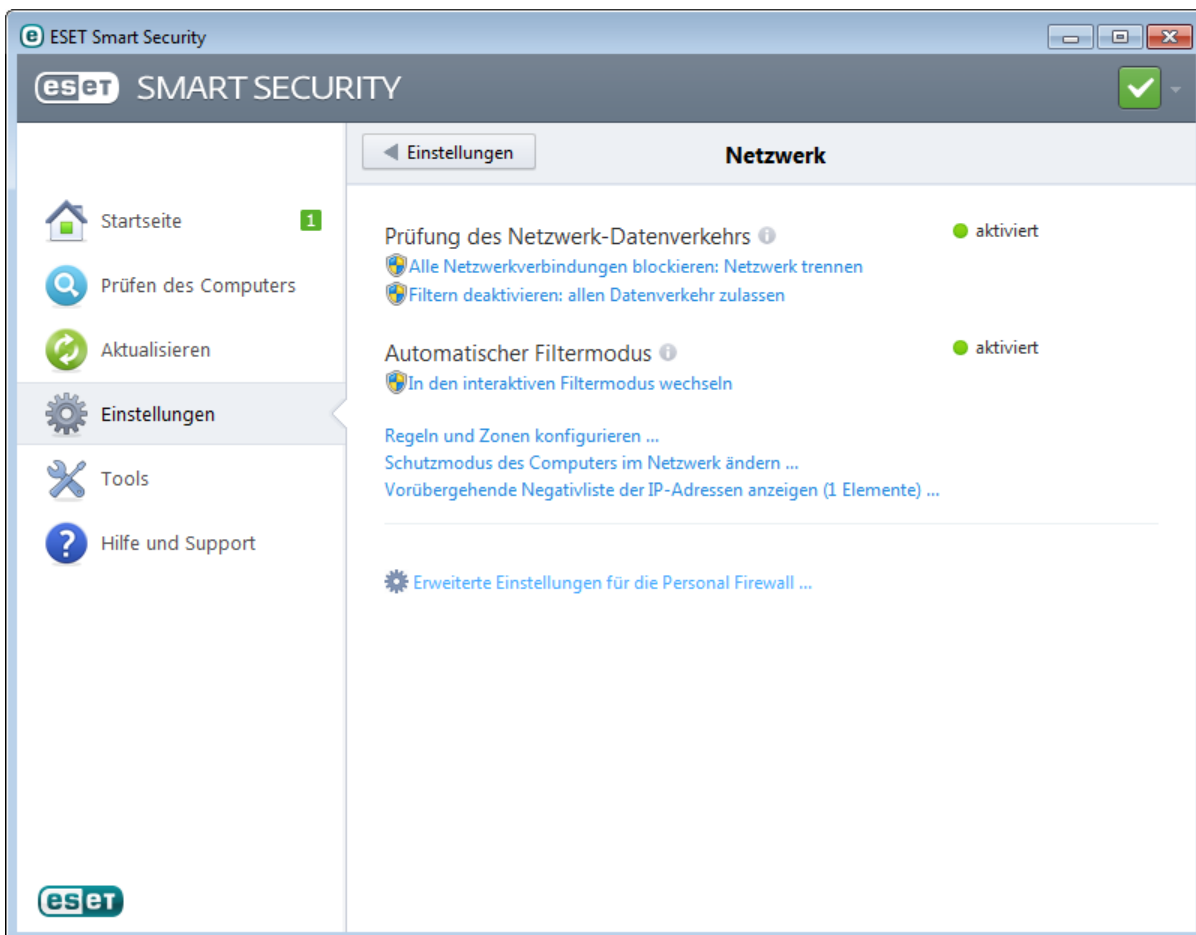 ESET Smart Security
eset SMART SECURITY
Einstellungen
Netzwerk
Startseite 1
Prüfen des Computers
Aktualisieren
Einstellungen
Tools
Hilfe und Support
Prüfung des Netzwerk-Datenverkehrs
aktiviert
Alle Netzwerkverbindungen blockieren: Netzwerk trennen
Filtern deaktivieren: allen Datenverkehr zulassen
Automatischer Filtermodus
aktiviert
In den interaktiven Filtermodus wechseln
Regeln und Zonen konfigurieren ...
Schutzmodus des Computers im Netzwerk ändern ...
Vorübergehende Negativliste der IP-Adressen anzeigen (1 Elemente) ...
Erweiterte Einstellungen für die Personal Firewall ...
eset